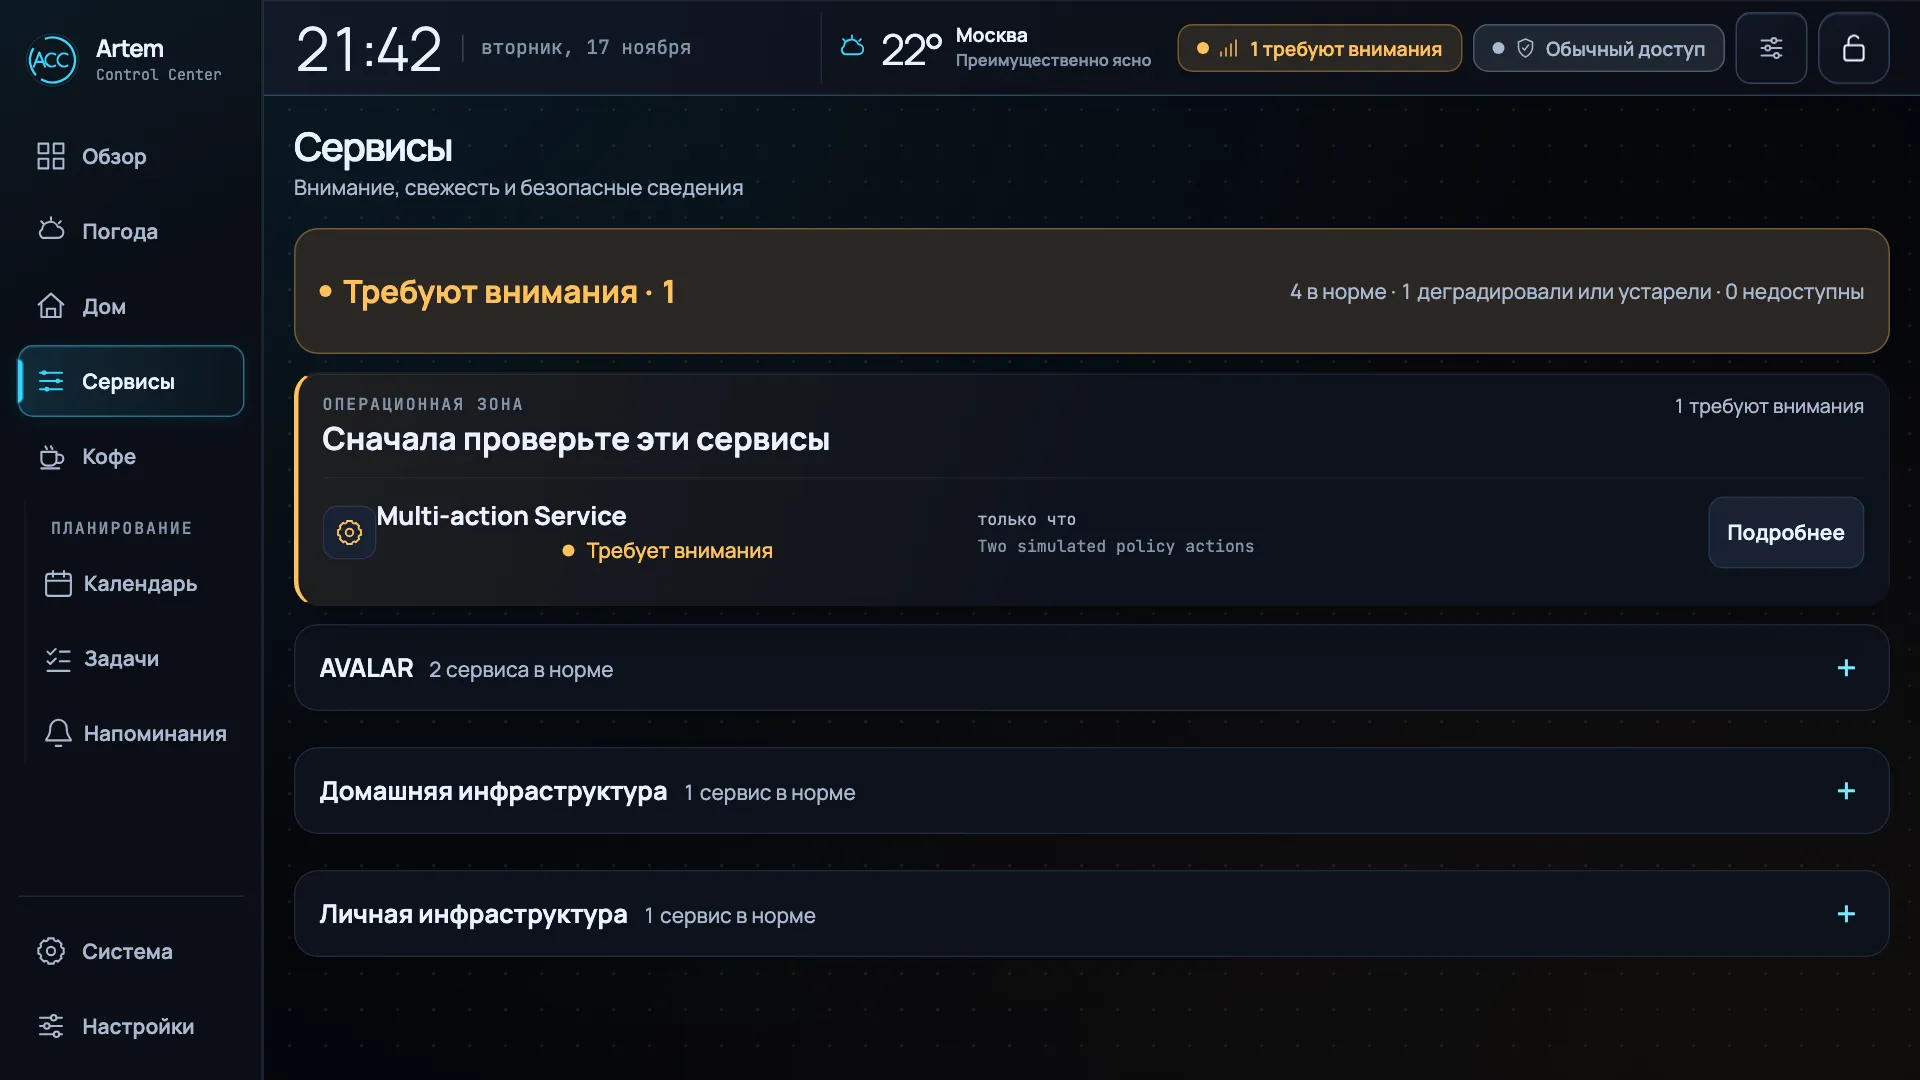 ACC
Artem
Control Center
Обзор
Погода
Дом
Сервисы
Кофе
ПЛАНИРОВАНИЕ
Календарь
Задачи
Напоминания
Система
Настройки
21:42
вторник, 17 ноября
22°
Москва
Преимущественно ясно
1 требуют внимания
Обычный доступ
Сервисы
Внимание, свежесть и безопасные сведения
• Требуют внимания · 1
4 в норме · 1 деградировали или устарели · 0 недоступны
ОПЕРАЦИОННАЯ ЗОНА
1 требуют внимания
Сначала проверьте эти сервисы
Multi-action Service
• Требует внимания
только что
Two simulated policy actions
Подробнее
AVALAR 2 сервиса в норме +
Домашняя инфраструктура 1 сервис в норме +
Личная инфраструктура 1 сервис в норме +